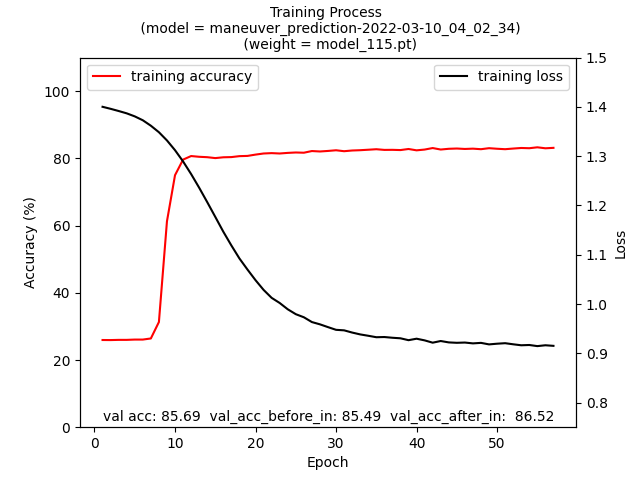 Training Process
(model = maneuver_prediction-2022-03-10_04_02_34)
(weight = model_115.pt)
training accuracy
training loss
100
80
60
40
20
0
Accuracy (%)
1.5
1.4
1.3
1.2
1.1
1.0
0.9
0.8
Loss
val acc: 85.69 val_acc_before_in: 85.49 val_acc_after_in: 86.52
0 10 20 30 40 50
Epoch